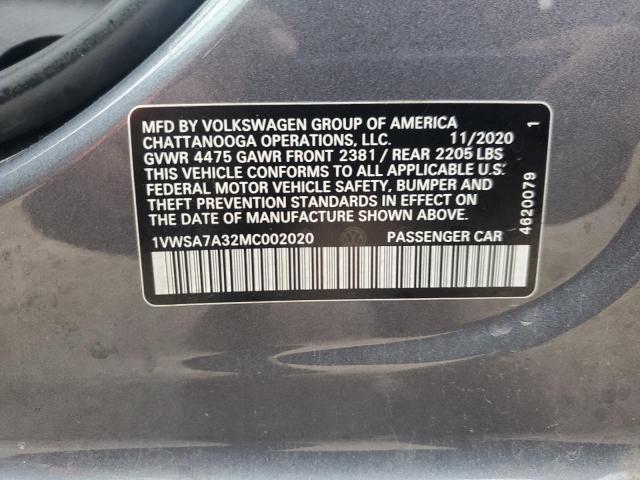 MFD BY VOLKSWAGEN GROUP OF AMERICA
CHATTANOOGA OPERATIONS, LLC. 11/2020
GVWR 4475 GAWR FRONT 2381 / REAR 2205 LBS
THIS VEHICLE CONFORMS TO ALL APPLICABLE U.S.
FEDERAL MOTOR VEHICLE SAFETY, BUMPER AND
THEFT PREVENTION STANDARDS IN EFFECT ON
THE DATE OF MANUFACTURE SHOWN ABOVE.
1VWSA7A32MC002020 PASSENGER CAR
4620079 1